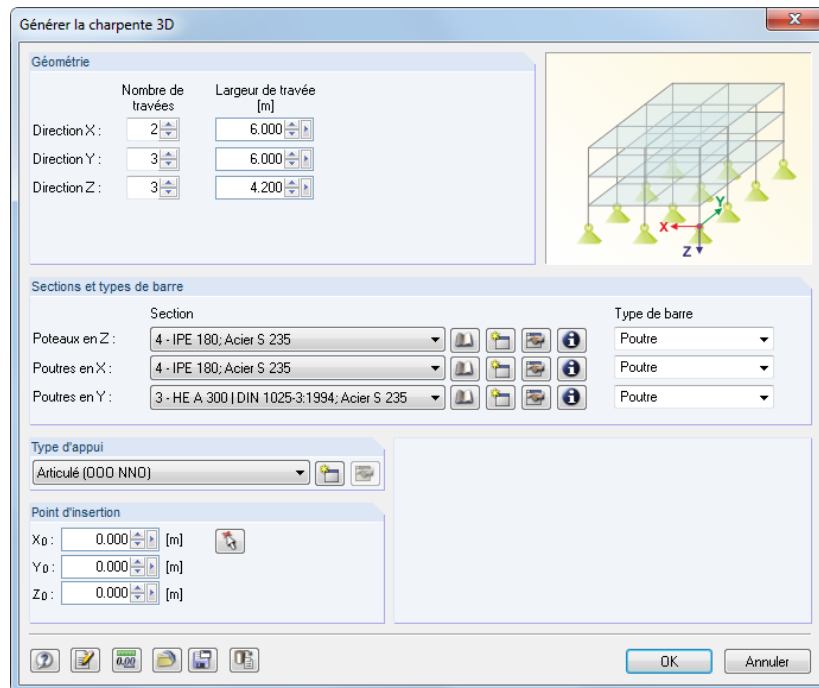 Générer la charpente 3D
Géométrie
Nombre de travées
Largeur de travée [m]
Direction X : 2 6.000
Direction Y : 3 6.000
Direction Z : 3 4.200
X Y Z
Sections et types de barre
Section Type de barre
Poteaux en Z : 4 - IPE 180; Acier S 235 Poutre
Poutres en X : 4 - IPE 180; Acier S 235 Poutre
Poutres en Y : 3 - HE A 300 | DIN 1025-3:1994; Acier S 235 Poutre
Type d'appui
Articulé (OOO NNO)
Point d'insertion
X0 : 0.000 [m]
Y0 : 0.000 [m]
Z0 : 0.000 [m]
0.00
OK Annuler